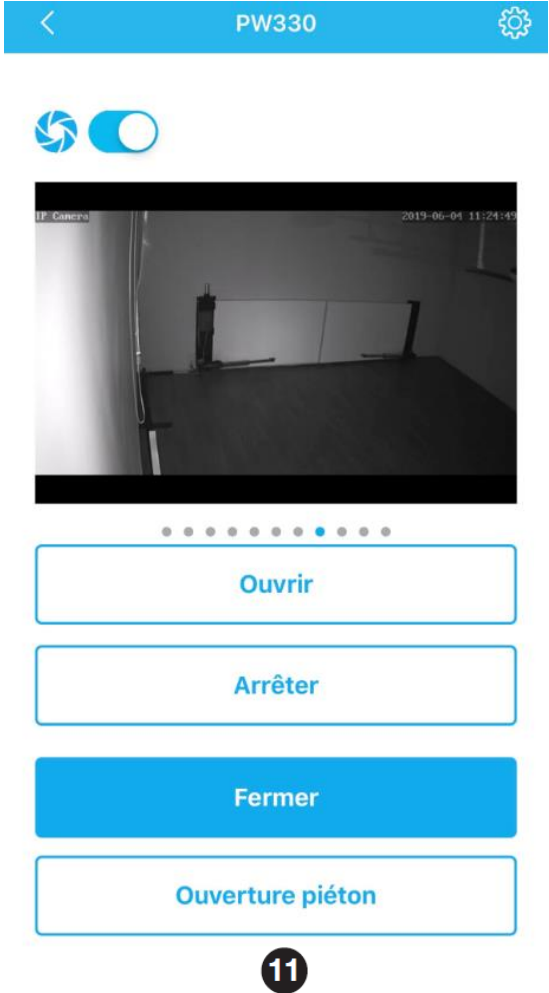 PW330
IP Camera
2019-06-04 11:24:49
Ouvrir
Arrêter
Fermer
Ouverture piéton
11